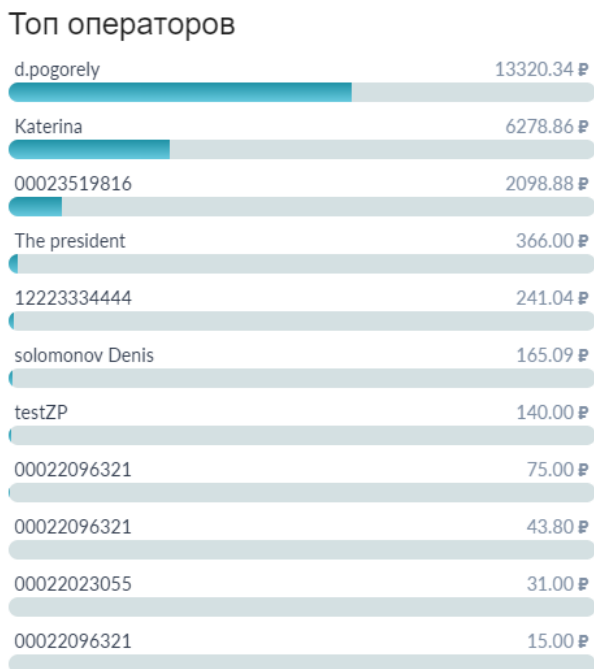 Топ операторов
d.pogorely 13320.34 ₽
Katerina 6278.86 ₽
00023519816 2098.88 ₽
The president 366.00 ₽
12223334444 241.04 ₽
solomonov Denis 165.09 ₽
testZP 140.00 ₽
00022096321 75.00 ₽
00022096321 43.80 ₽
00022023055 31.00 ₽
00022096321 15.00 ₽